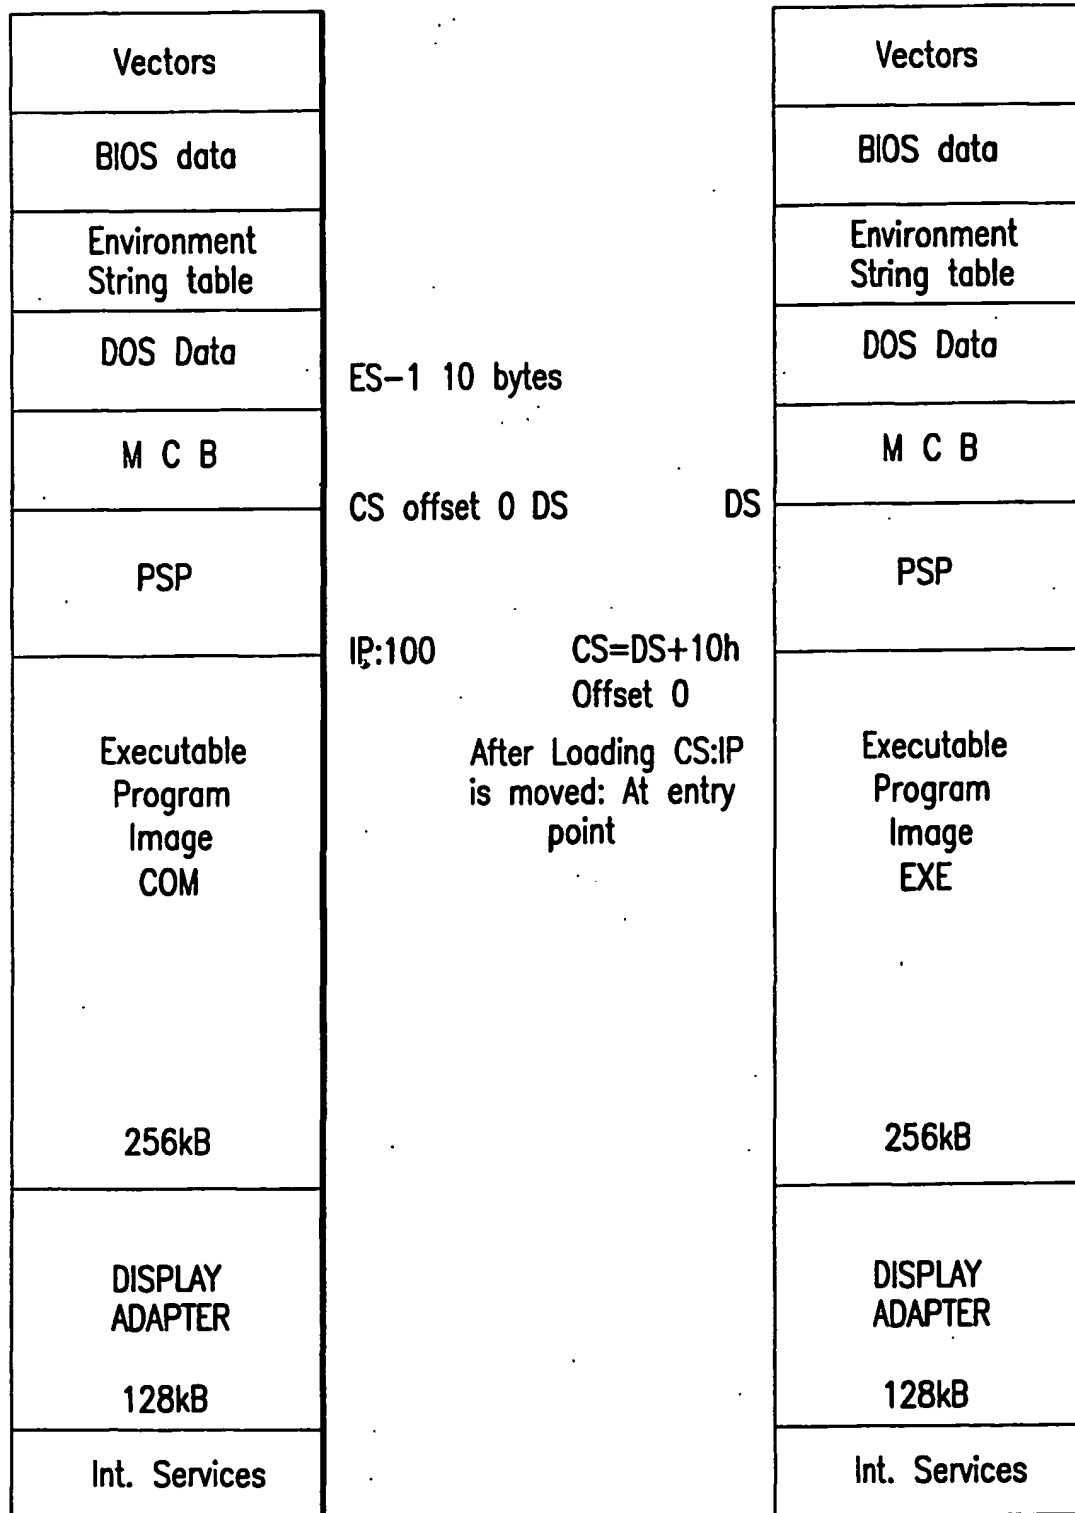 Vectors
BIOS data
Environment
String table
DOS Data
M C B
PSP
Executable
Program
Image
COM
256kB
DISPLAY
ADAPTER
128kB
Int. Services
ES-1 10 bytes
CS offset 0 DS
DS
IP:100
CS=DS+10h
Offset 0
After Loading CS:IP
is moved: At entry
point
Vectors
BIOS data
Environment
String table
DOS Data
M C B
PSP
Executable
Program
Image
EXE
256kB
DISPLAY
ADAPTER
128kB
Int. Services